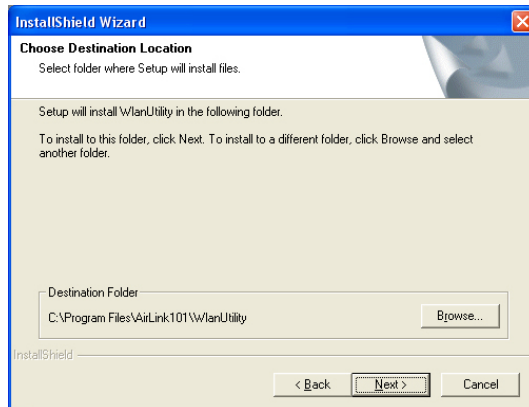 InstallShield Wizard
Choose Destination Location
Select folder where Setup will install files.
Setup will install WlanUtility in the following folder.
To install to this folder, click Next. To install to a different folder, click Browse and select
another folder.
Destination Folder
C:\Program Files\AirLink101\WlanUtility
Browse...
InstallShield
< Back
Next >
Cancel